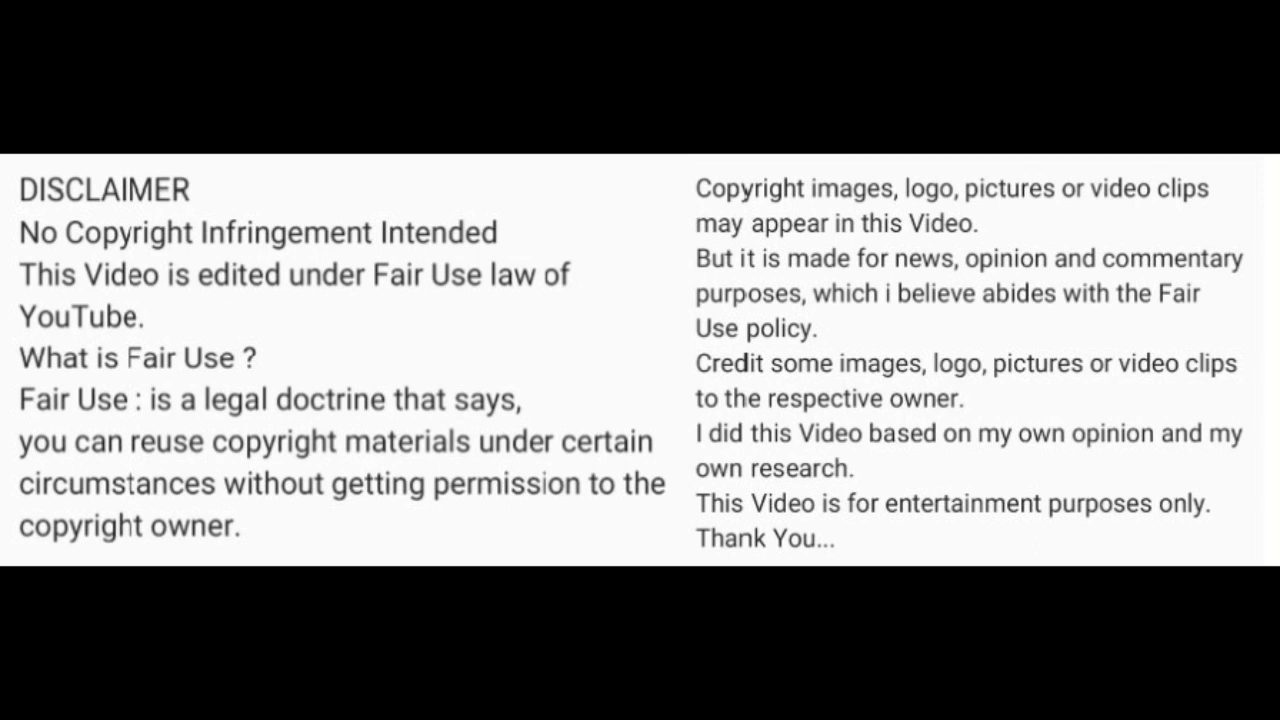 DISCLAIMER
No Copyright Infringement Intended
This Video is edited under Fair Use law of
YouTube.
What is Fair Use ?
Fair Use : is a legal doctrine that says,
you can reuse copyright materials under certain
circumstances without getting permission to the
copyright owner.
Copyright images, logo, pictures or video clips
may appear in this Video.
But it is made for news, opinion and commentary
purposes, which i believe abides with the Fair
Use policy.
Credit some images, logo, pictures or video clips
to the respective owner.
I did this Video based on my own opinion and my
own research.
This Video is for entertainment purposes only.
Thank You...